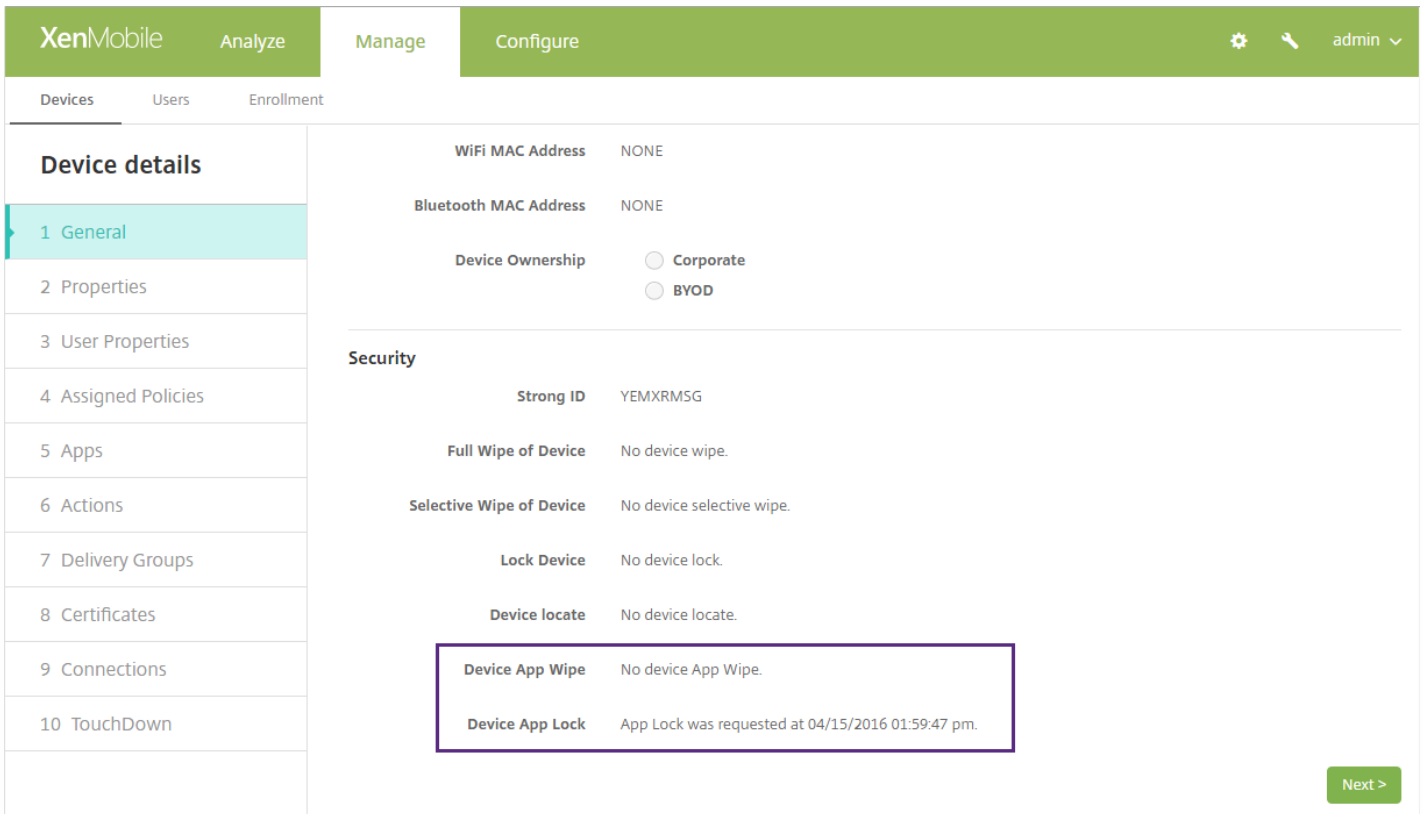 XenMobile Analyze Manage Configure admin
Devices Users Enrollment
Device details
1 General
2 Properties
3 User Properties
4 Assigned Policies
5 Apps
6 Actions
7 Delivery Groups
8 Certificates
9 Connections
10 TouchDown
WiFi MAC Address NONE
Bluetooth MAC Address NONE
Device Ownership Corporate
BYOD
Security
Strong ID YEMXRMSG
Full Wipe of Device No device wipe.
Selective Wipe of Device No device selective wipe.
Lock Device No device lock.
Device locate No device locate.
Device App Wipe No device App Wipe.
Device App Lock App Lock was requested at 04/15/2016 01:59:47 pm.
Next >